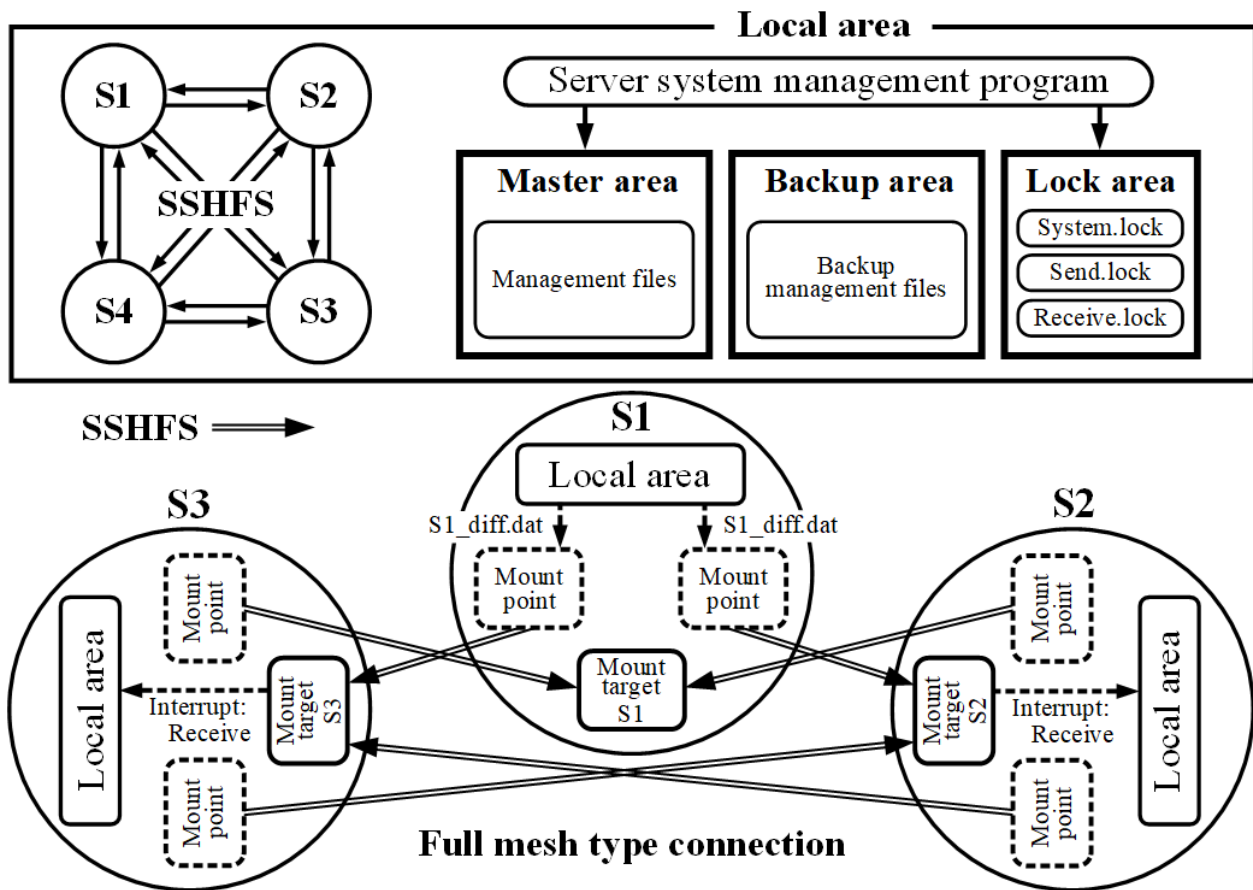 Local area
S1
S2
SSHFS
S4
S3
Server system management program
Master area
Management files
Backup area
Backup
management files
Lock area
System.lock
Send.lock
Receive.lock
SSHFS
S1
Local area
S1_diff.dat
S1_diff.dat
Mount
point
Mount
point
Mount
target
S1
S3
Mount
point
Local area
Mount
target
S3
Interrupt:
Receive
Mount
point
S2
Mount
point
Mount
target
S2
Interrupt:
Receive
Local area
Mount
point
Full mesh type connection